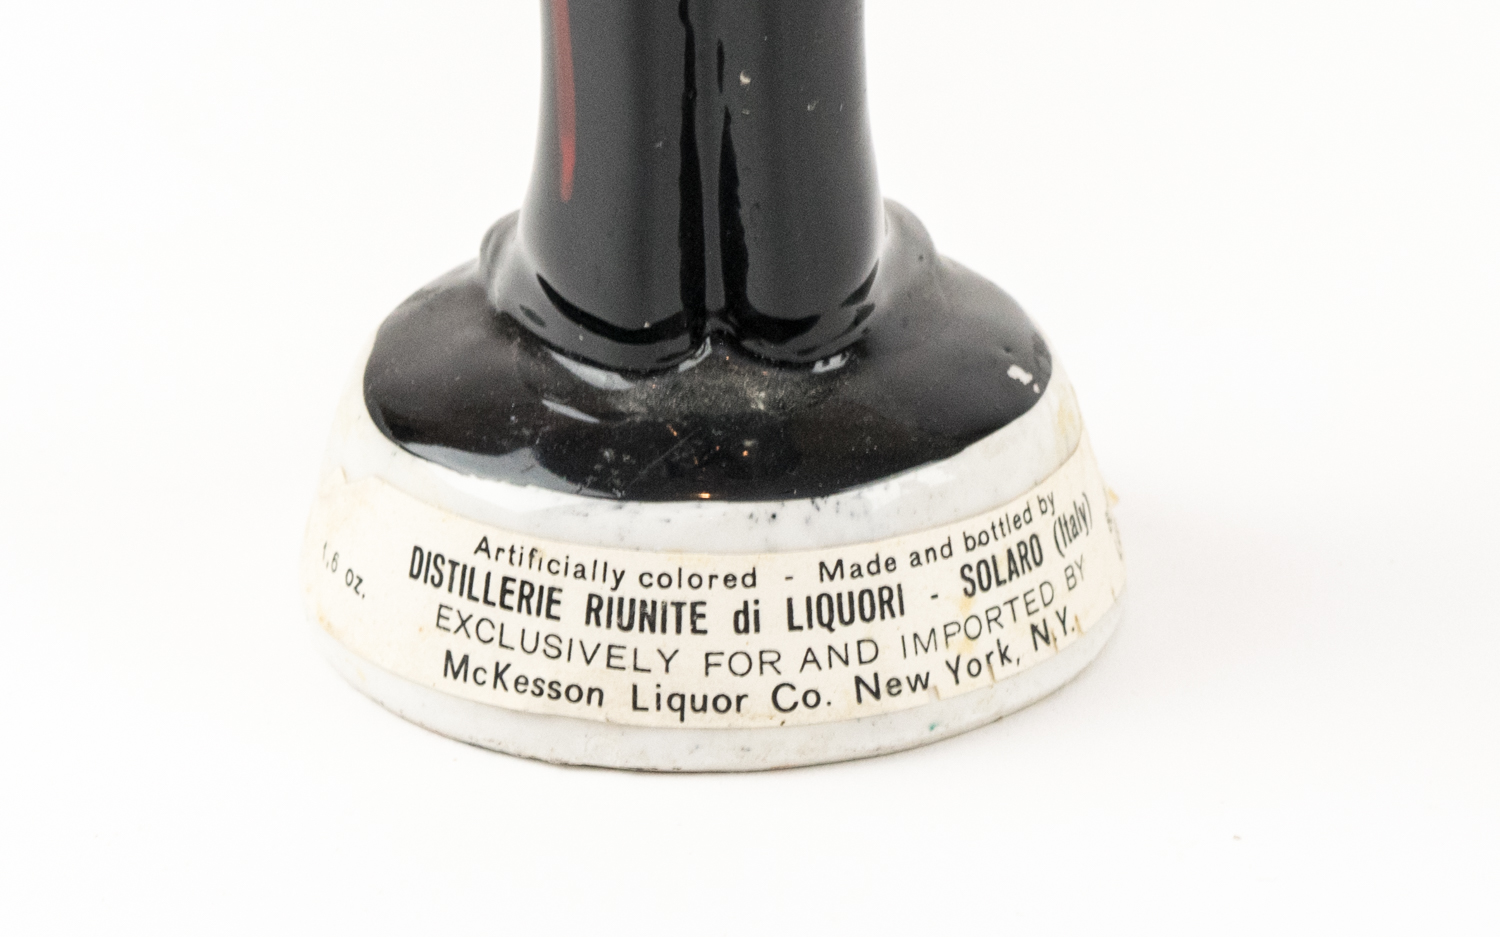 1.6 oz.
Artificially colored - Made and bottled by
DISTILLERIE RIUNITE di LIQUORI - SOLARO (Italy)
EXCLUSIVELY FOR AND IMPORTED BY
McKesson Liquor Co. New York, N.Y.